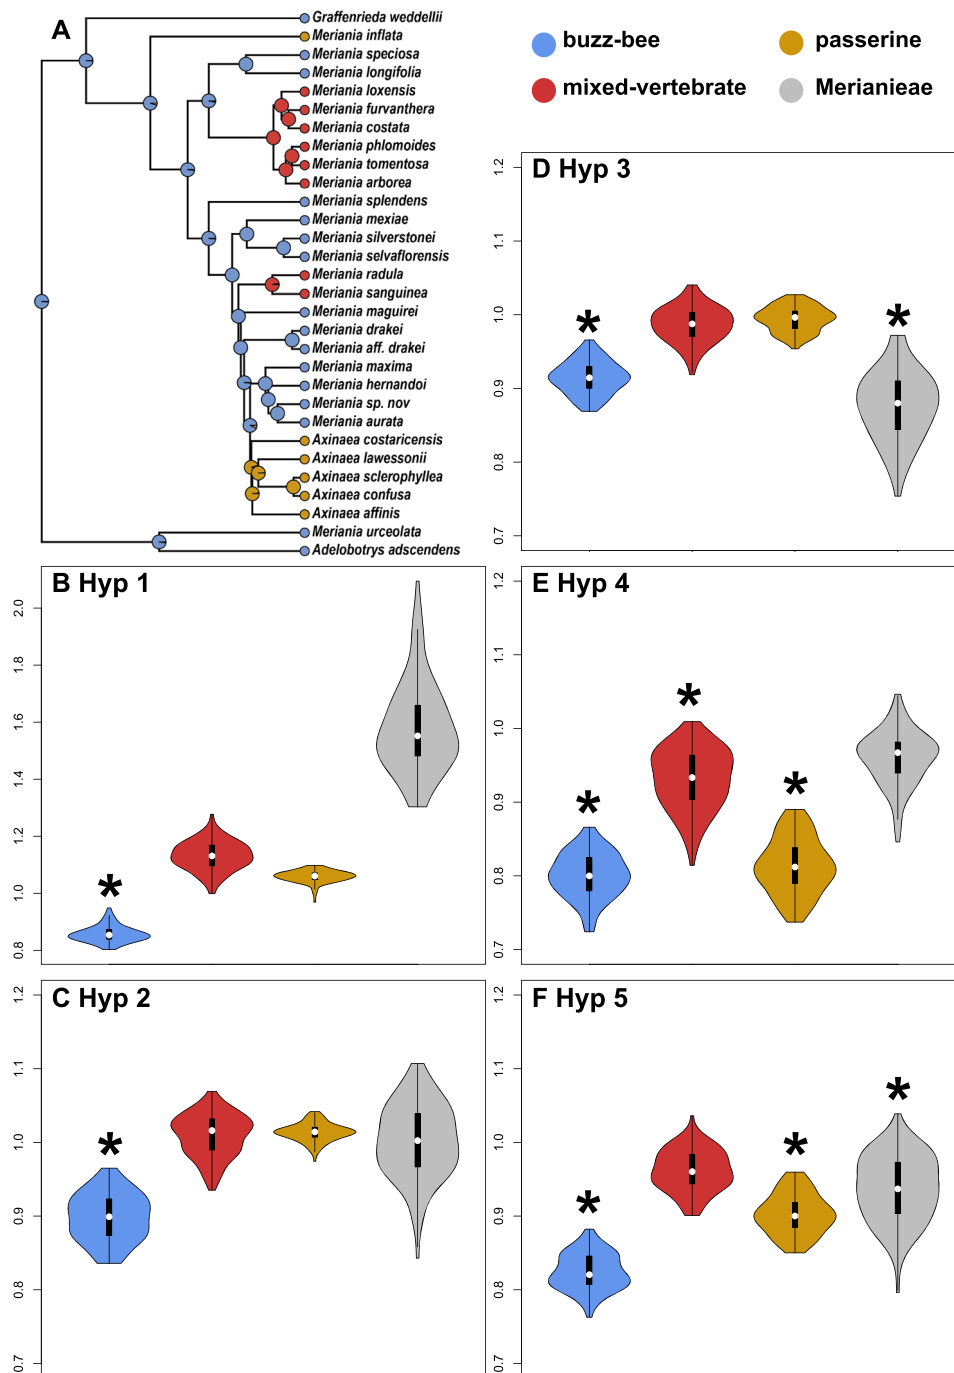 A
Graffenrieda weddellii
Meriania inflata
Meriania speciosa
Meriania longifolia
Meriania loxensis
Meriania furvanthera
Meriania costata
Meriania phlomoides
Meriania tomentosa
Meriania arborea
Meriania splendens
Meriania mexiae
Meriania silverstonei
Meriania selvaflorensis
Meriania radula
Meriania sanguinea
Meriania maguirei
Meriania drakei
Meriania aff. drakei
Meriania maxima
Meriania hernandoi
Meriania sp. nov
Meriania aurata
Axinaea costaricensis
Axinaea lawessonii
Axinaea sclerophyllea
Axinaea confusa
Axinaea affinis
Meriania urceolata
Adelobotrys adscendens
buzz-bee
passerine
mixed-vertebrate
Merianieae
D Hyp 3
1.2
1.1
1.0
0.9
0.8
0.7
*
*
B Hyp 1
2.0
1.8
1.6
1.4
1.2
1.0
0.8
*
E Hyp 4
1.2
1.1
1.0
0.9
0.8
0.7
*
*
*
C Hyp 2
1.2
1.1
1.0
0.9
0.8
0.7
*
F Hyp 5
1.2
1.1
1.0
0.9
0.8
0.7
*
*
*